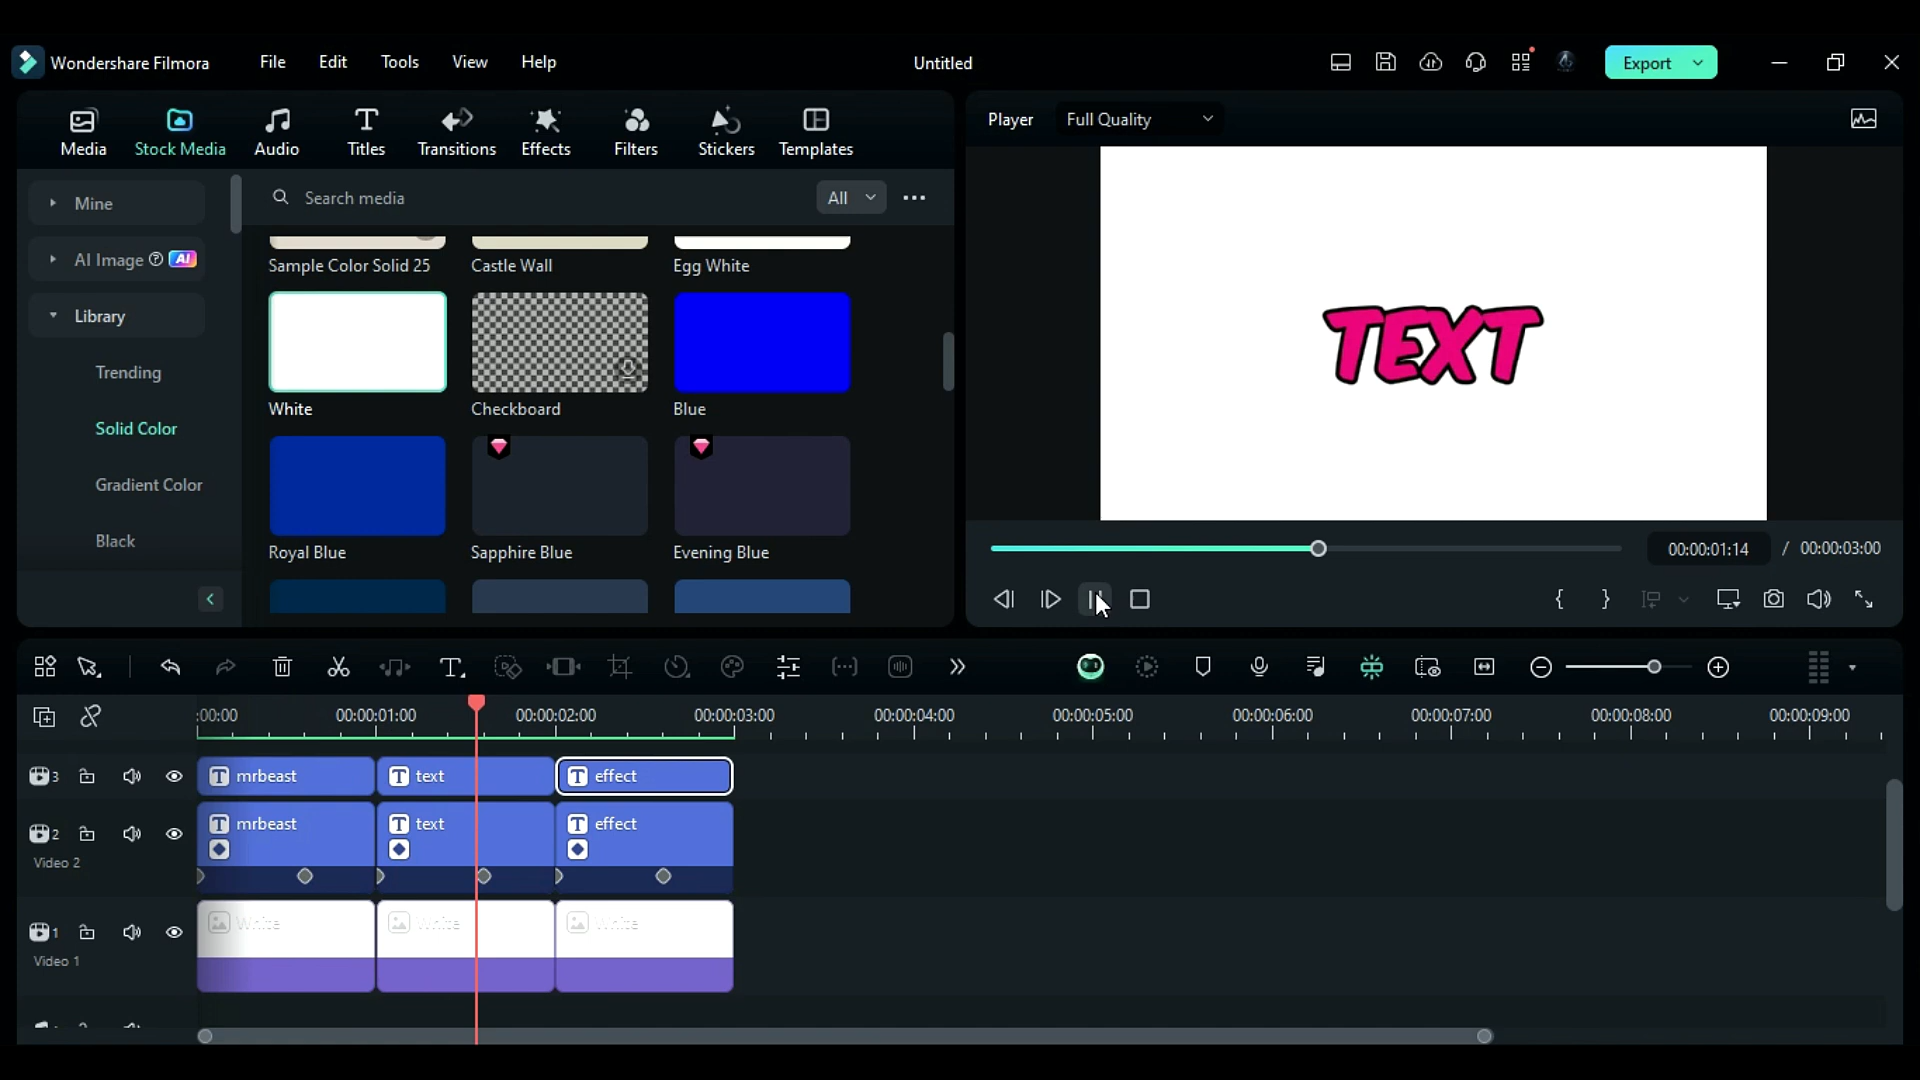 Wondershare Filmora File Edit Tools View Help Untitled Export
Media Stock Media Audio Titles Transitions Effects Filters Stickers Templates
Player Full Quality
Mine
Search media All
AI Image ? AI
Sample Color Solid 25 Castle Wall Egg White
Library
Trending
White Checkboard Blue
Solid Color
Gradient Color
Black
Royal Blue Sapphire Blue Evening Blue
TEXT
00:00:01:14 / 00:00:03:00
:00:00 00:00:01:00 00:00:02:00 00:00:03:00 00:00:04:00 00:00:05:00 00:00:06:00 00:00:07:00 00:00:08:00 00:00:09:00
3 T mrbeast T text T effect
2 T mrbeast T text T effect
Video 2
1 White White White
Video 1